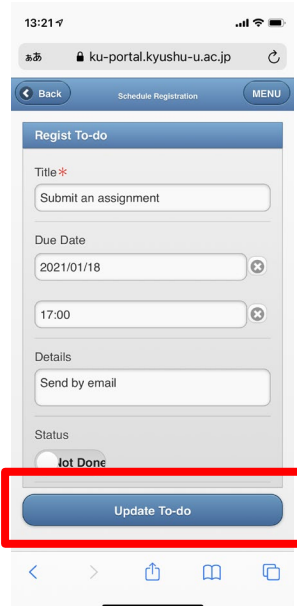 13:21
ぁあ ku-portal.kyushu-u.ac.jp
Back Schedule Registration MENU
Regist To-do
Title*
Submit an assignment
Due Date
2021/01/18
17:00
Details
Send by email
Status
Not Done
Update To-do